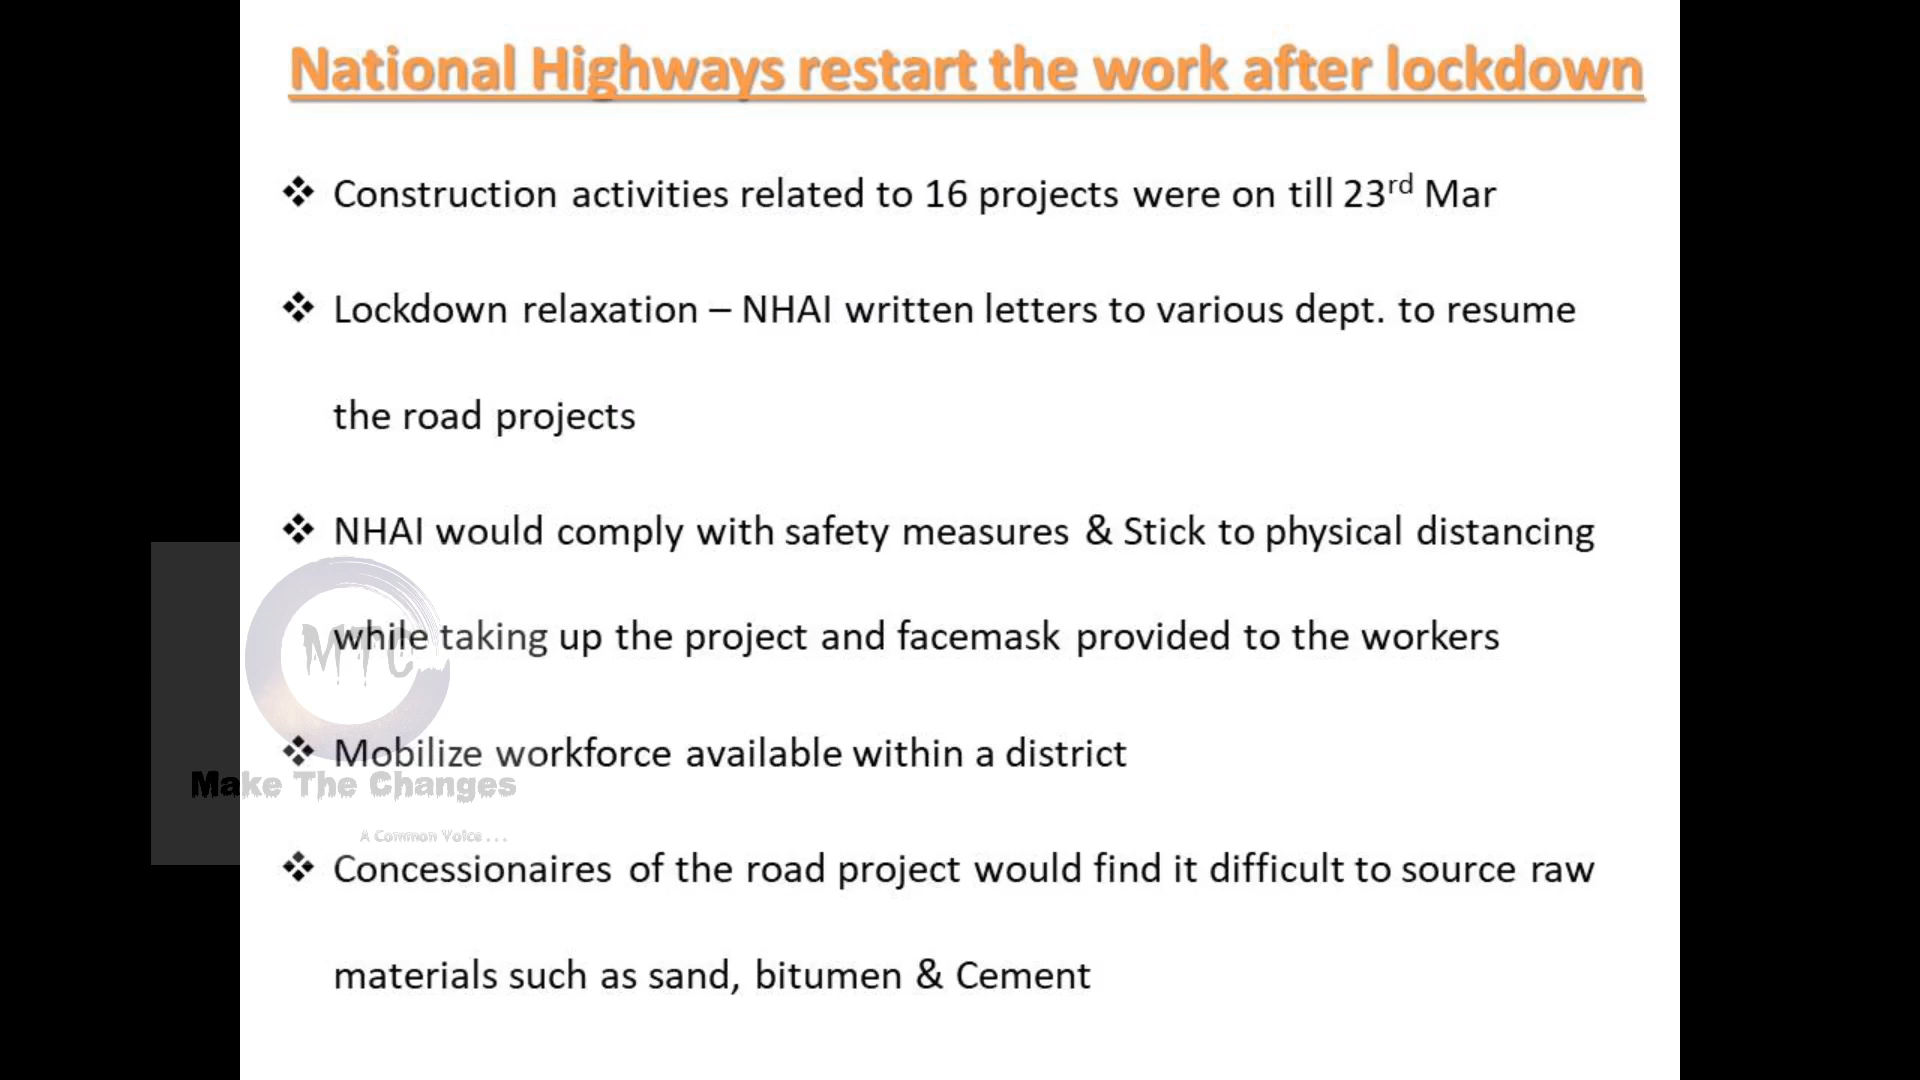 National Highways restart the work after lockdown
❖ Construction activities related to 16 projects were on till 23rd Mar
❖ Lockdown relaxation – NHAI written letters to various dept. to resume
the road projects
❖ NHAI would comply with safety measures & Stick to physical distancing
while taking up the project and facemask provided to the workers
MTC
❖ Mobilize workforce available within a district
Make The Changes
A Common Voice . . .
❖ Concessionaires of the road project would find it difficult to source raw
materials such as sand, bitumen & Cement